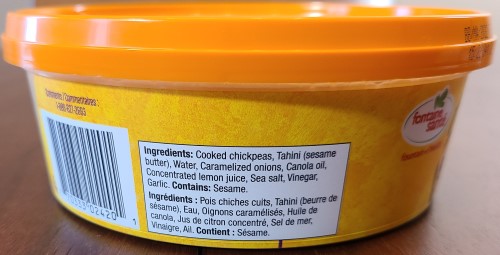 Comments / Commentaires :
Ingredients: Cooked chickpeas, Tahini (sesame
butter), Water, Caramelized onions, Canola oil,
Concentrated lemon juice, Sea salt, Vinegar,
Garlic. Contains: Sesame.
Ingrédients : Pois chiches cuits, Tahini (beurre de
sésame), Eau, Oignons caramélisés, Huile de
canola, Jus de citron concentré, Sel de mer,
Vinaigre, Ail. Contient : Sésame.
fontaine
santé